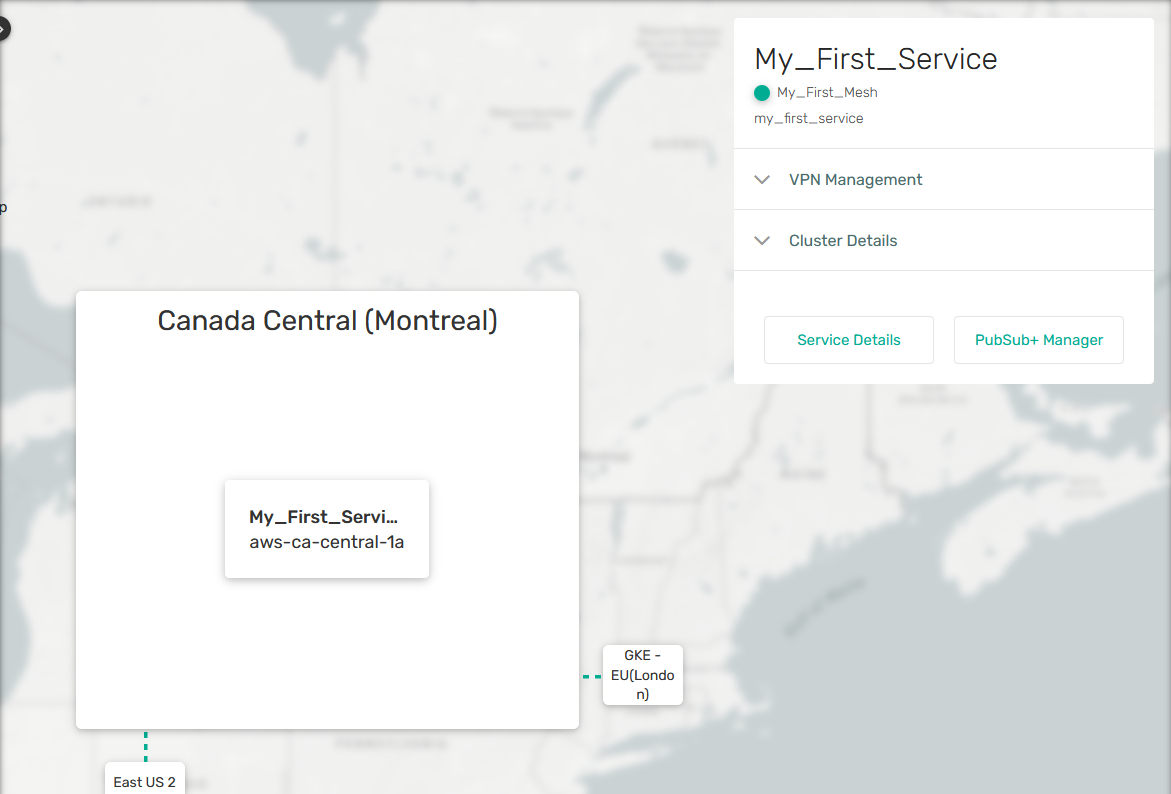 My_First_Service
My_First_Mesh
my_first_service
VPN Management
Cluster Details
Service Details
PubSub+ Manager
p
Canada Central (Montreal)
My_First_Servi...
aws-ca-central-1a
GKE -
EU(Londo
n)
East US 2